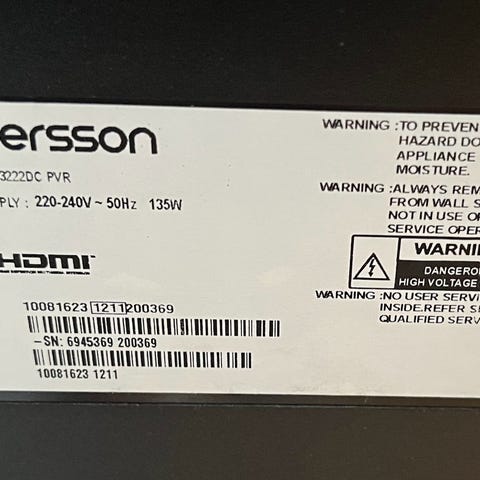 ersson
3222DC PVR
PLY : 220-240V ~ 50Hz 135W
HDMI
10081623 1211 200369
-SN: 6945369 200369
10081623 1211
WARNING :TO PREVEN
HAZARD DO
APPLIANCE
MOISTURE.
WARNING :ALWAYS REM
FROM WALL S
NOT IN USE O
SERVICE OPER
WARNI
DANGERO
HIGH VOLTAGE
WARNING :NO USER SERVI
INSIDE.REFER SE
QUALIFIED SERV